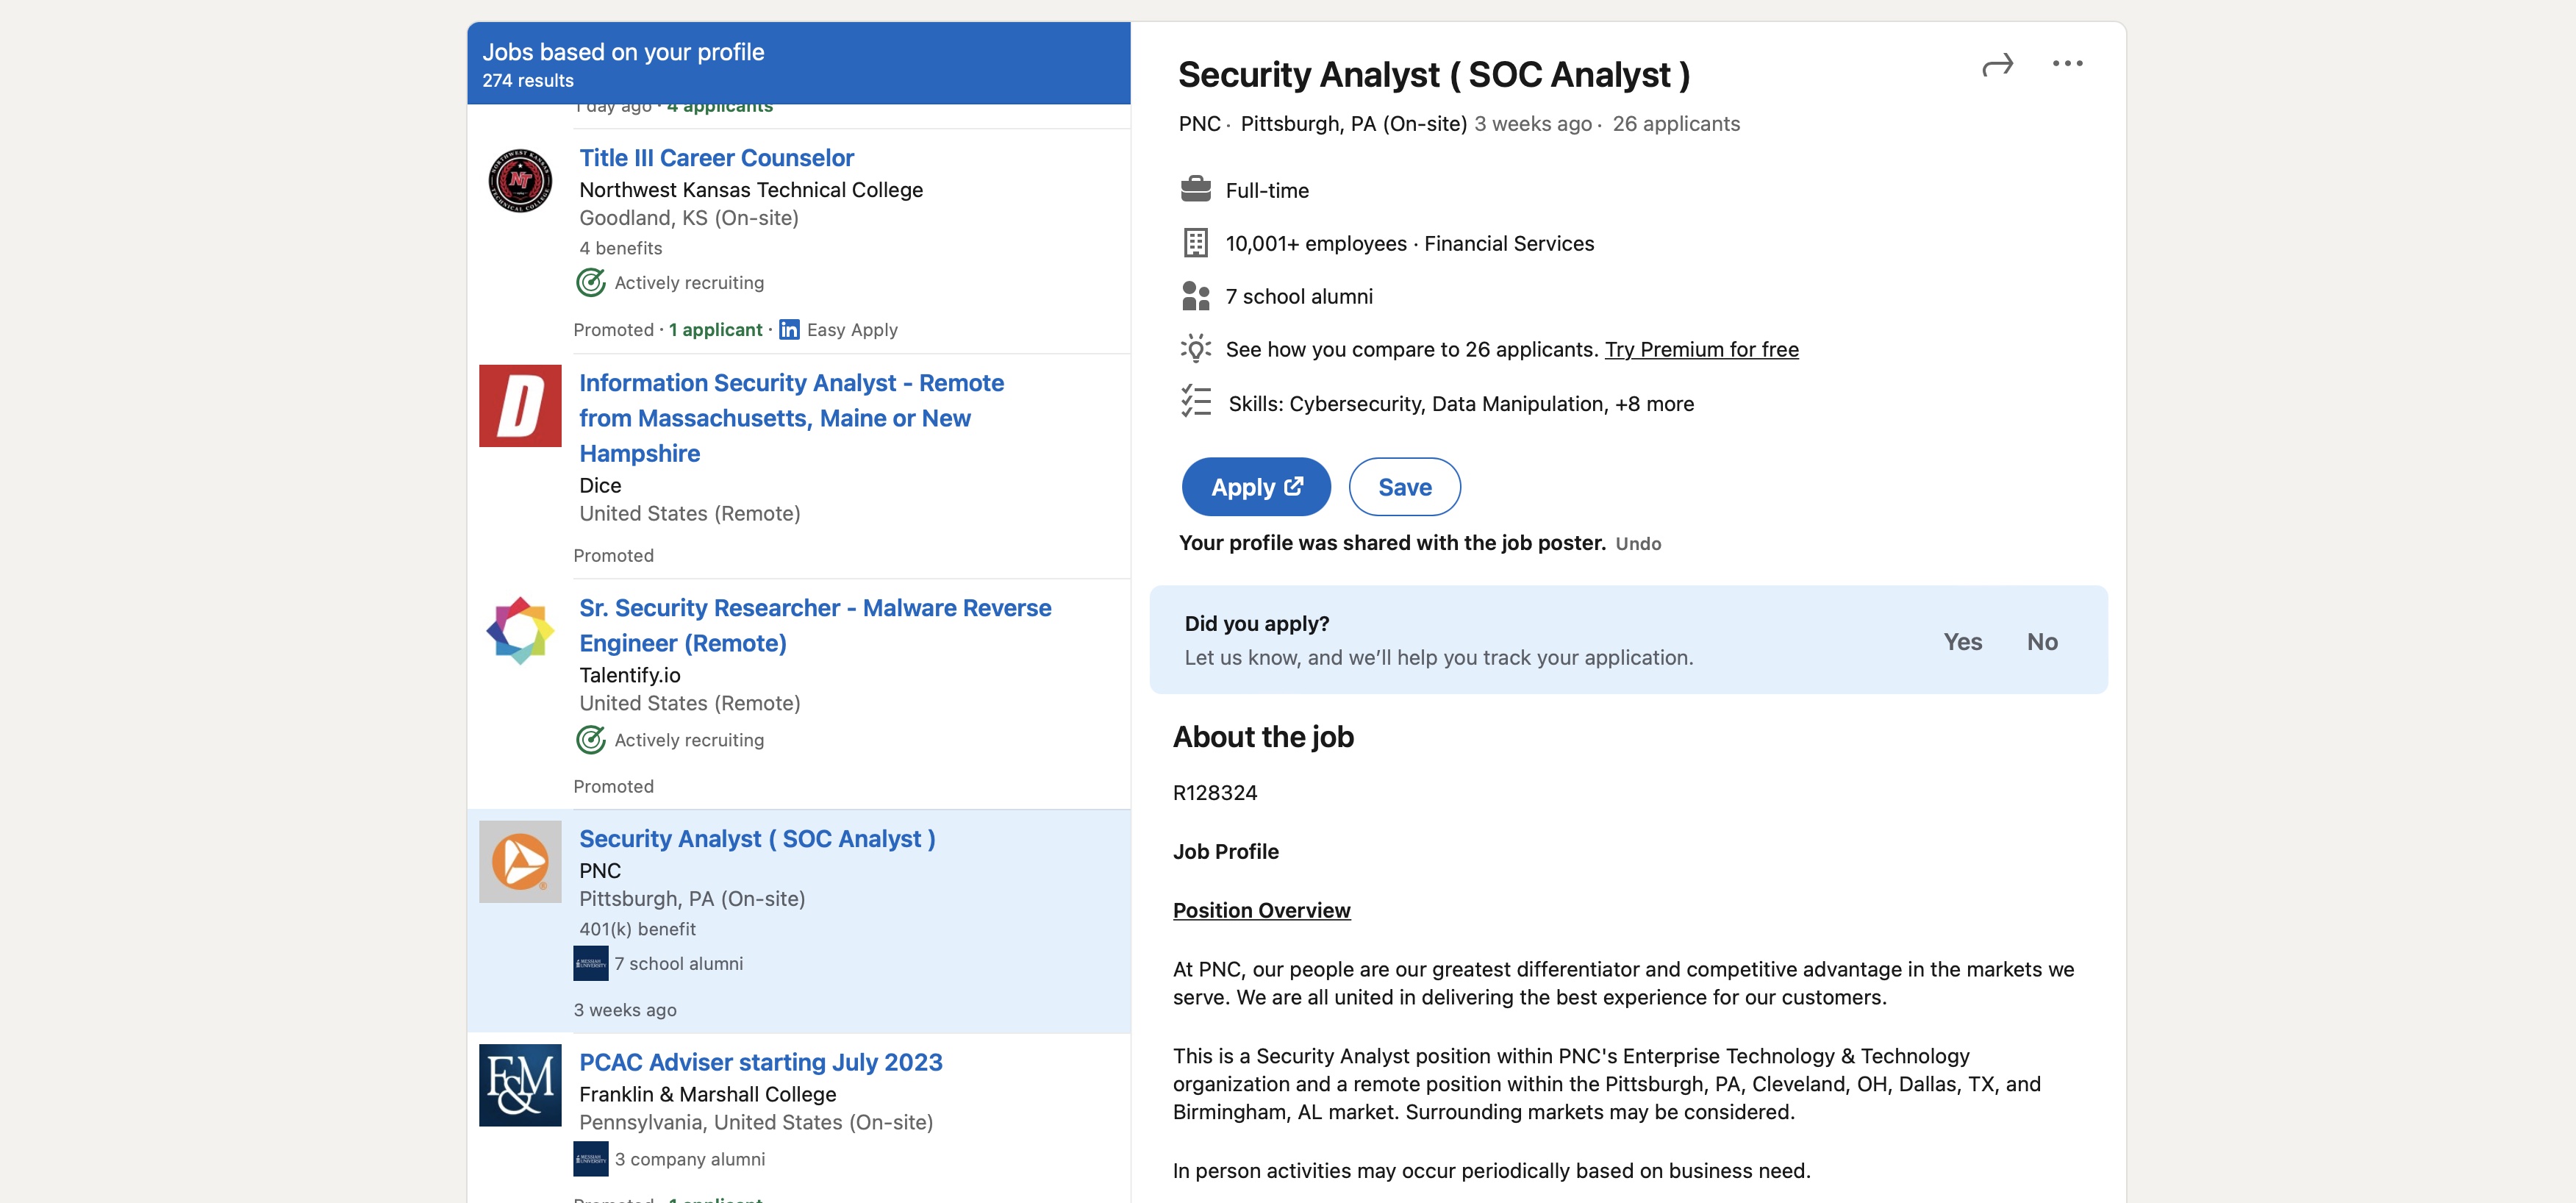 Jobs based on your profile
274 results
1 day ago · 4 applicants
Title III Career Counselor
Northwest Kansas Technical College
Goodland, KS (On-site)
4 benefits
Actively recruiting
Promoted · 1 applicant · in Easy Apply
Information Security Analyst - Remote
from Massachusetts, Maine or New
Hampshire
Dice
United States (Remote)
Promoted
Sr. Security Researcher - Malware Reverse
Engineer (Remote)
Talentify.io
United States (Remote)
Actively recruiting
Promoted
Security Analyst ( SOC Analyst )
PNC
Pittsburgh, PA (On-site)
401(k) benefit
7 school alumni
3 weeks ago
F&M
PCAC Adviser starting July 2023
Franklin & Marshall College
Pennsylvania, United States (On-site)
3 company alumni
Promoted · 1 applicant
Security Analyst ( SOC Analyst )
PNC · Pittsburgh, PA (On-site) 3 weeks ago · 26 applicants
Full-time
10,001+ employees · Financial Services
7 school alumni
See how you compare to 26 applicants. Try Premium for free
Skills: Cybersecurity, Data Manipulation, +8 more
Apply
Save
Your profile was shared with the job poster. Undo
Did you apply?
Let us know, and we’ll help you track your application.
Yes No
About the job
R128324
Job Profile
Position Overview
At PNC, our people are our greatest differentiator and competitive advantage in the markets we
serve. We are all united in delivering the best experience for our customers.
This is a Security Analyst position within PNC's Enterprise Technology & Technology
organization and a remote position within the Pittsburgh, PA, Cleveland, OH, Dallas, TX, and
Birmingham, AL market. Surrounding markets may be considered.
In person activities may occur periodically based on business need.